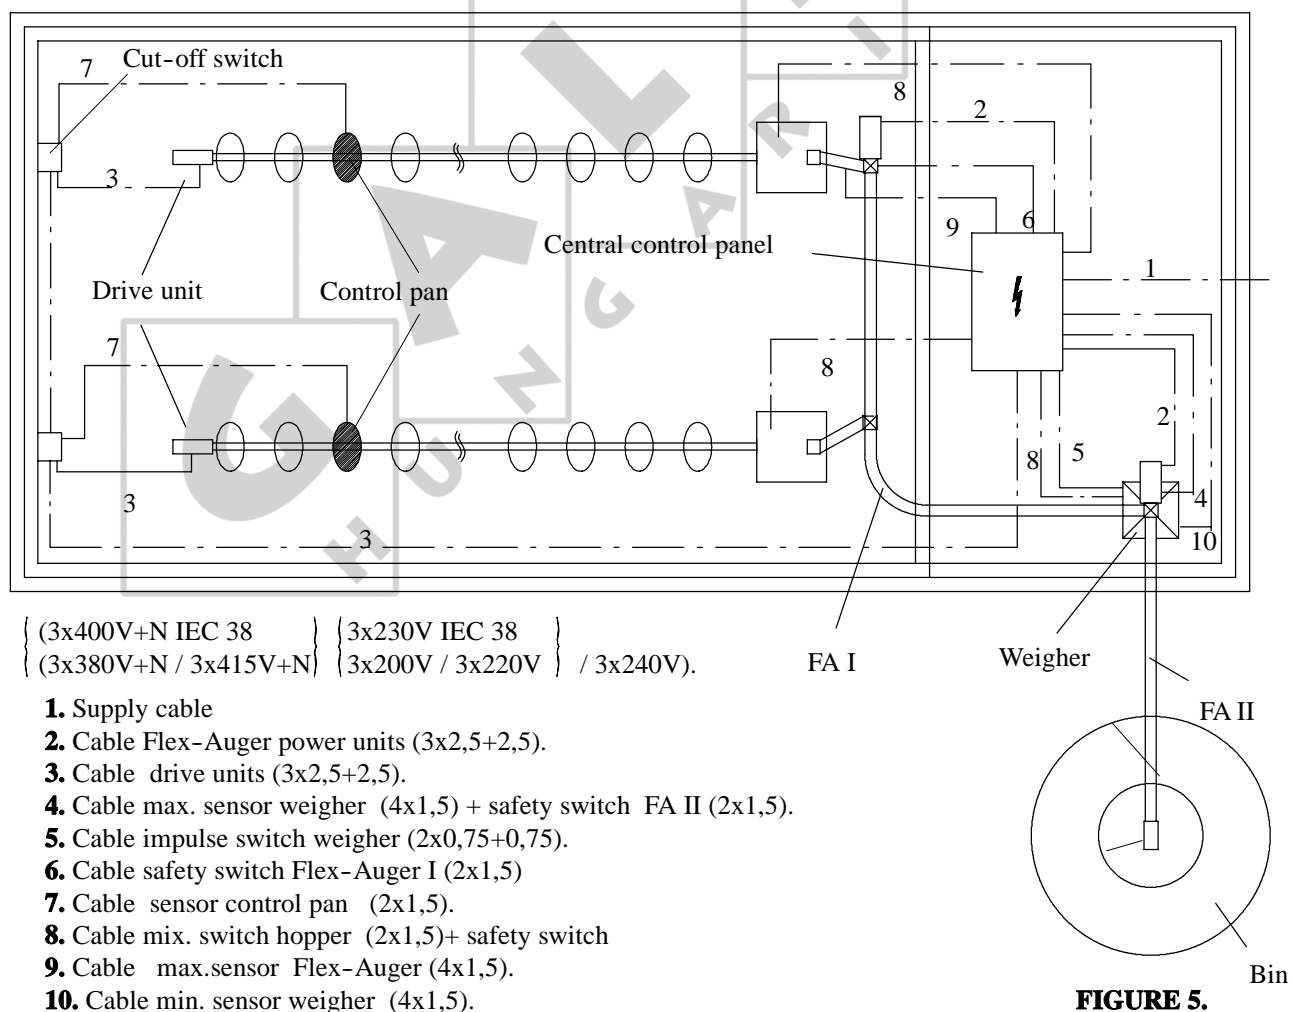 7
Cut-off switch
8
2
3
9
6
Central control panel
1
Drive unit
Control pan
7
8
2
5
8
4
3
3
10
(3x400V+N IEC 38
3x230V IEC 38
(3x380V+N / 3x415V+N
3x200V / 3x220V
/ 3x240V).
FA I
Weigher
FA II
1. Supply cable
2. Cable Flex-Auger power units (3x2,5+2,5).
3. Cable drive units (3x2,5+2,5).
4. Cable max. sensor weigher (4x1,5) + safety switch FA II (2x1,5).
5. Cable impulse switch weigher (2x0,75+0,75).
6. Cable safety switch Flex-Auger I (2x1,5)
7. Cable sensor control pan (2x1,5).
8. Cable mix. switch hopper (2x1,5)+ safety switch
9. Cable max.sensor Flex-Auger (4x1,5).
10. Cable min. sensor weigher (4x1,5).
Bin
FIGURE 5.
GAL
HUNGARI